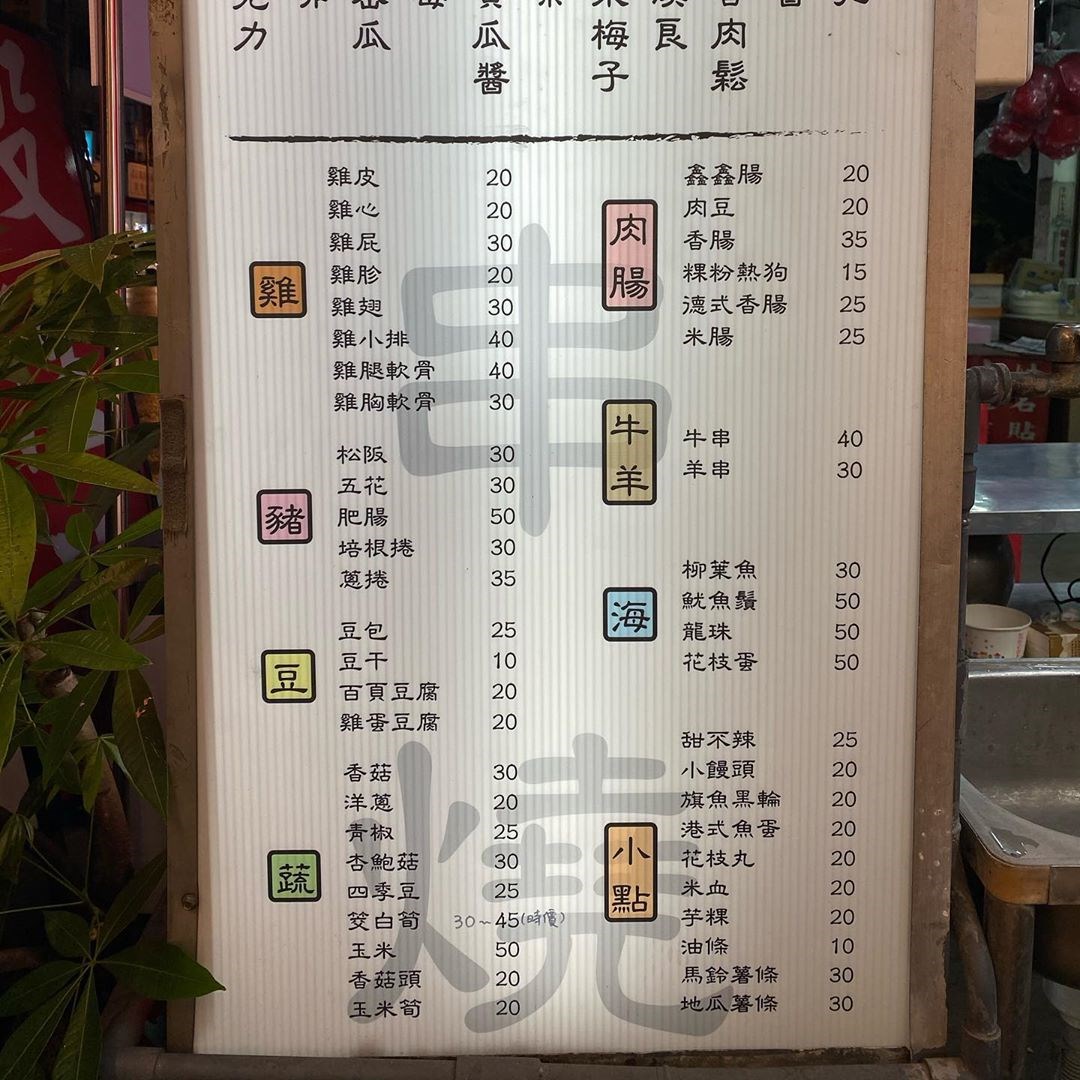 力
瓜
瓜醬
梅子
良
肉鬆
雞
雞皮 20
雞心 20
雞屁 30
雞胗 20
雞翅 30
雞小排 40
雞腿軟骨 40
雞胸軟骨 30
豬
松阪 30
五花 30
肥腸 50
培根捲 30
蔥捲 35
豆
豆包 25
豆干 10
百頁豆腐 20
雞蛋豆腐 20
蔬
香菇 30
洋蔥 20
青椒 25
杏鮑菇 30
四季豆 25
筊白筍 30~45(時價)
玉米 50
香菇頭 20
玉米筍 20
肉腸
鑫鑫腸 20
肉豆 20
香腸 35
粿粉熱狗 15
德式香腸 25
米腸 25
牛羊
牛串 40
羊串 30
海
柳葉魚 30
魷魚鬚 50
龍珠 50
花枝蛋 50
小點
甜不辣 25
小饅頭 20
旗魚黑輪 20
港式魚蛋 20
花枝丸 20
米血 20
芋粿 20
油條 10
馬鈴薯條 30
地瓜薯條 30
串燒